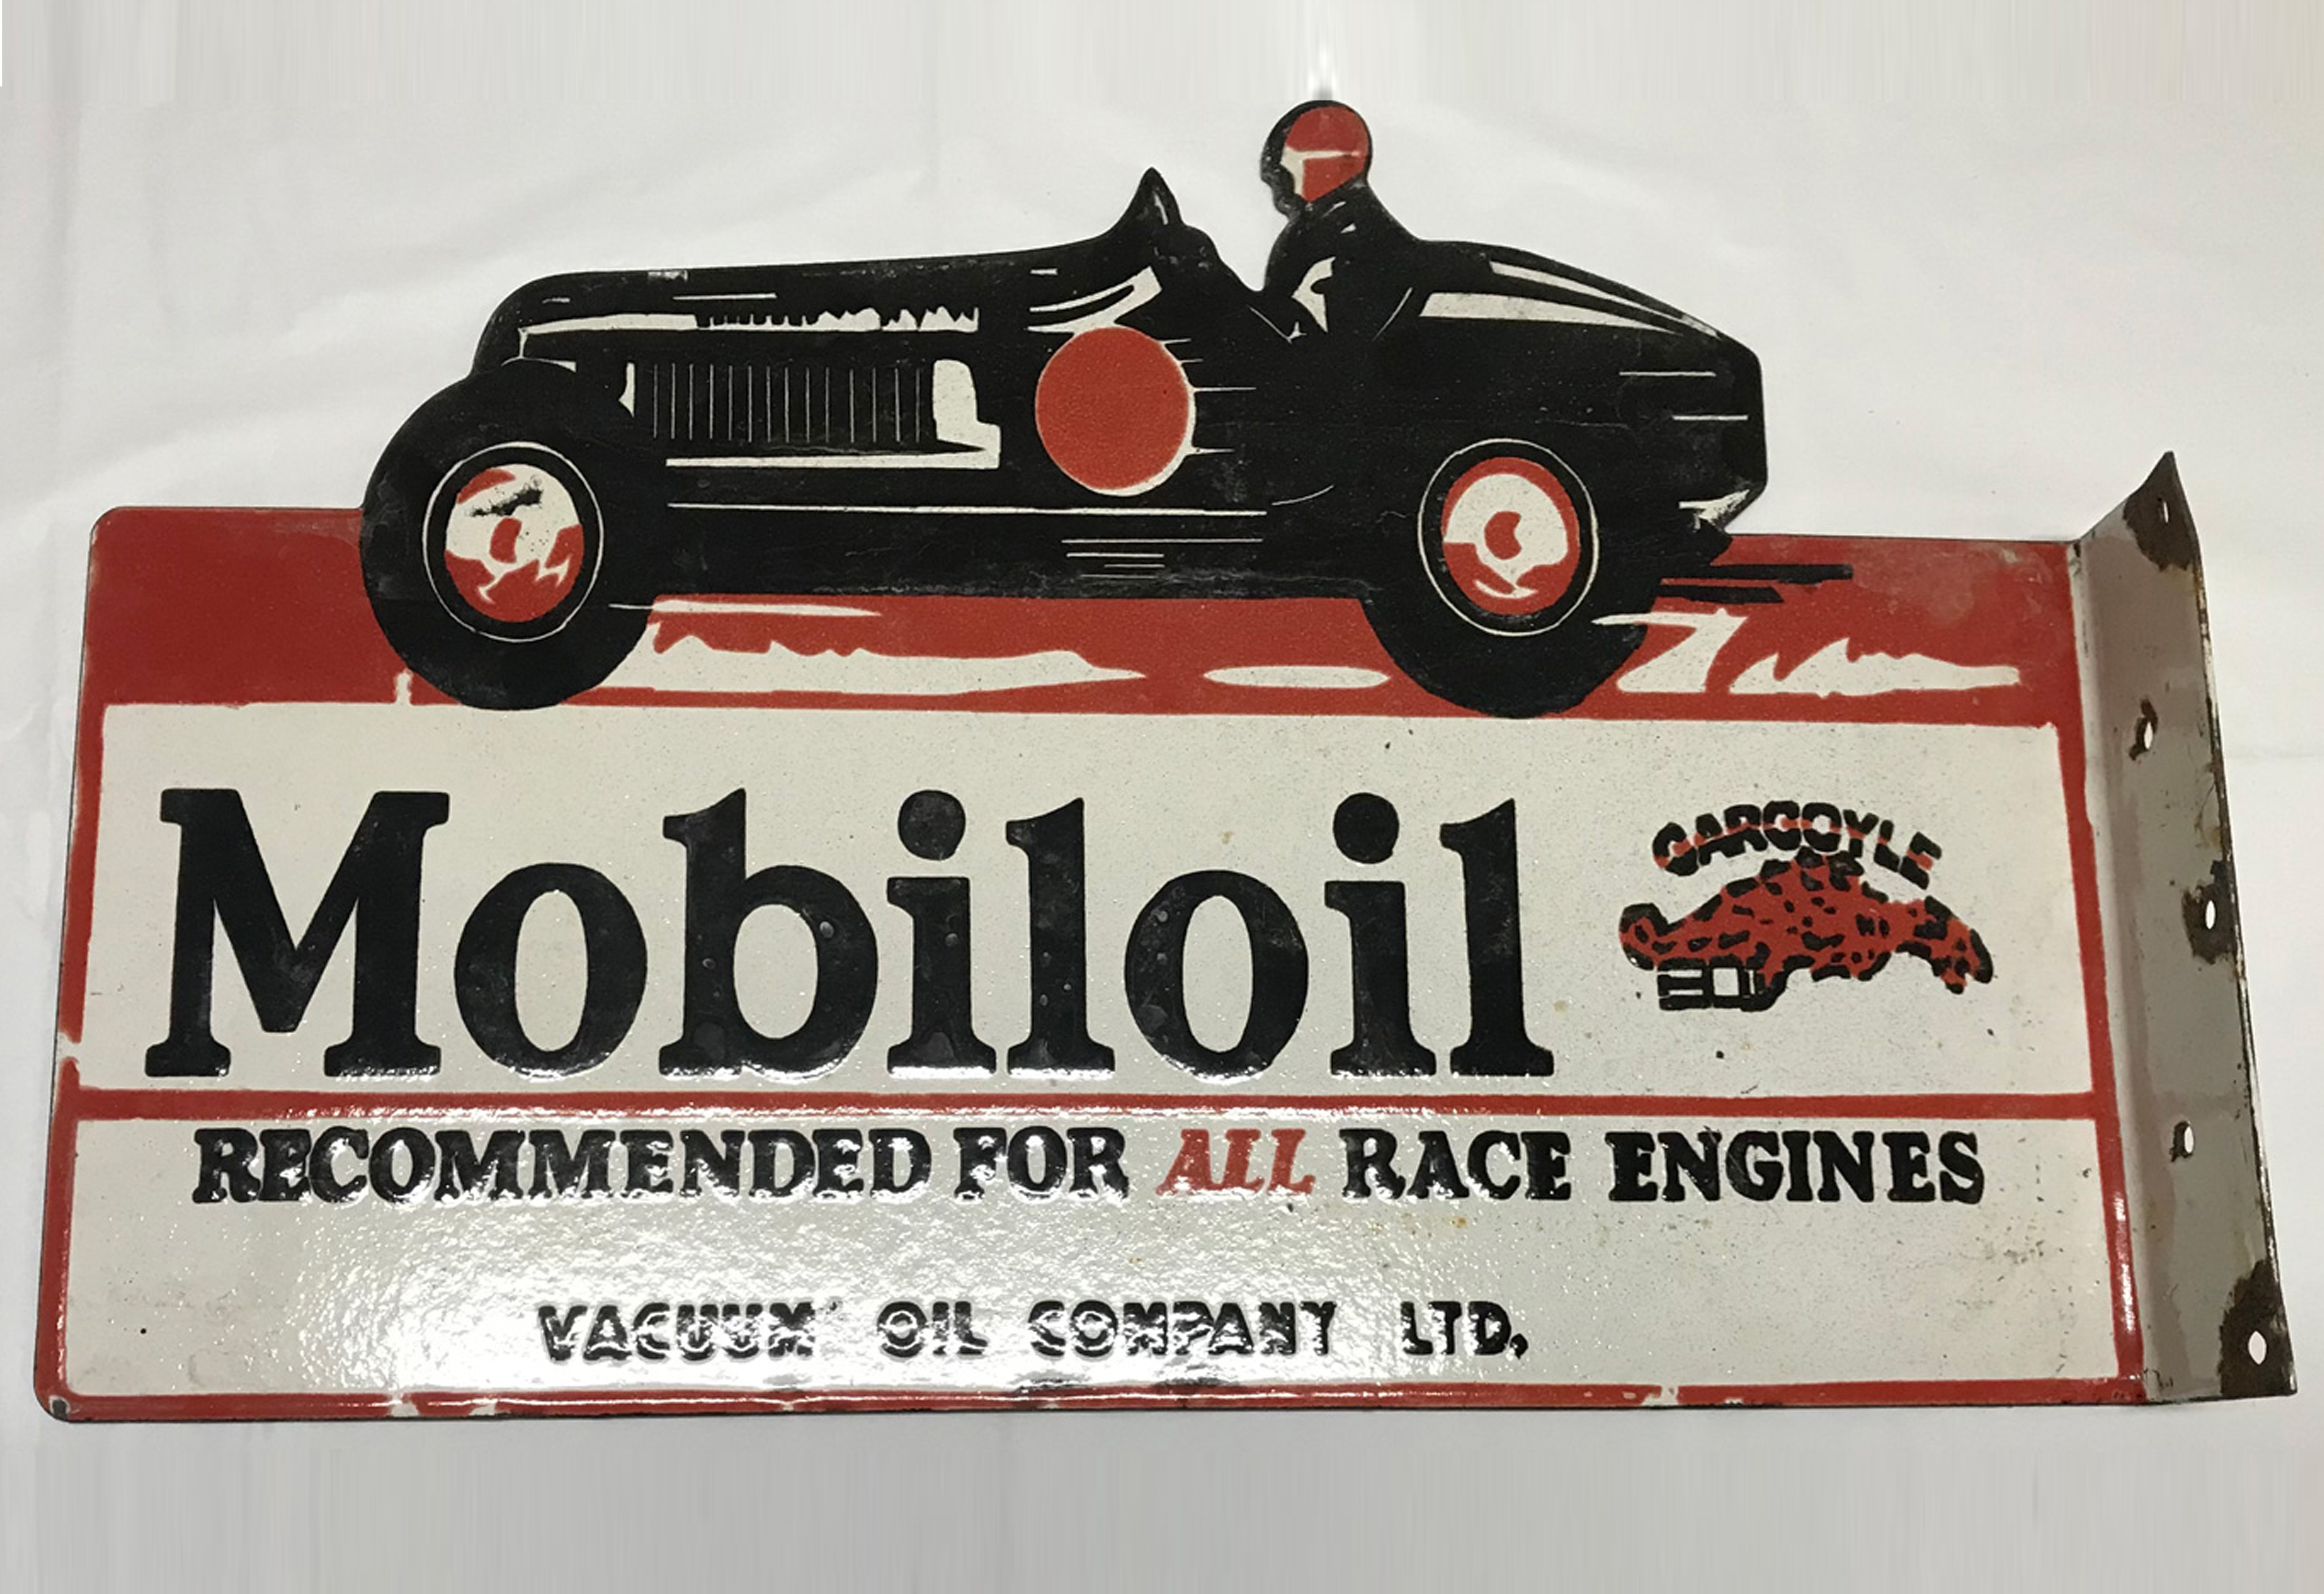 GARGOYLE
Mobiloil
RECOMMENDED FOR ALL RACE ENGINES
VACUUM OIL COMPANY LTD,